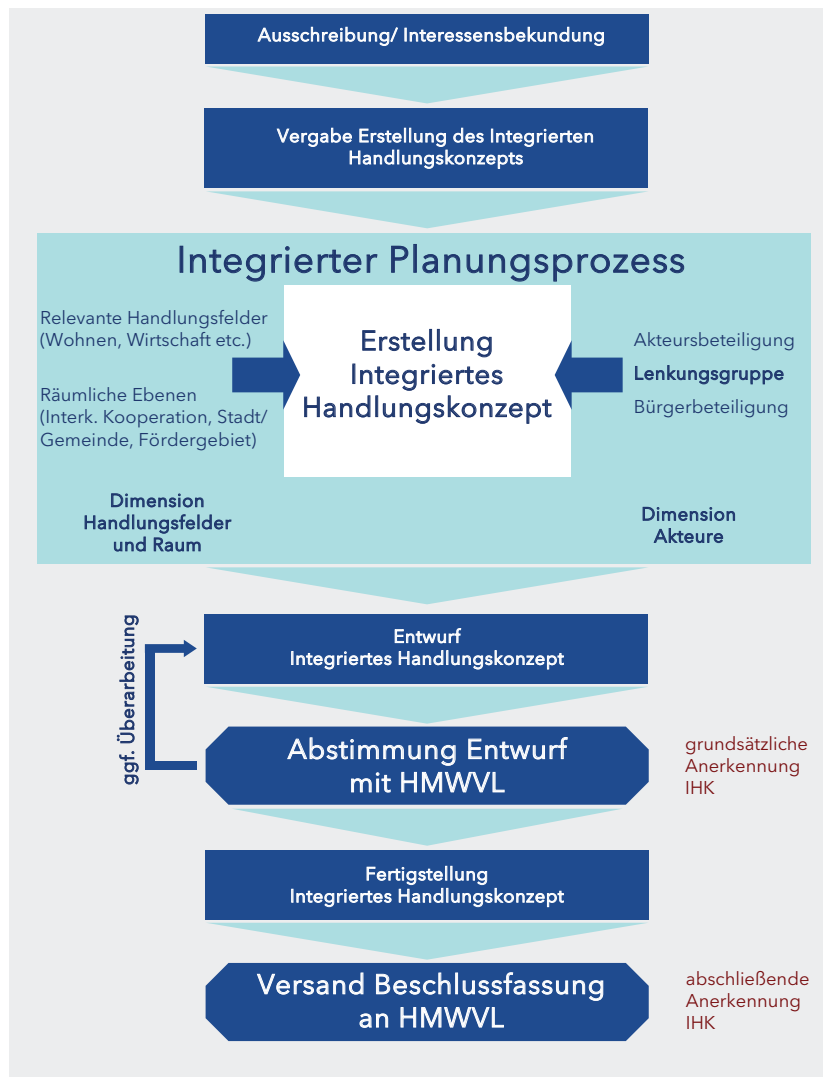 Ausschreibung/ Interessensbekundung
Vergabe Erstellung des Integrierten
Handlungskonzepts
Integrierter Planungsprozess
Relevante Handlungsfelder
(Wohnen, Wirtschaft etc.)
Räumliche Ebenen
(Interk. Kooperation, Stadt/
Gemeinde, Fördergebiet)
Erstellung
Integriertes
Handlungskonzept
Akteursbeteiligung
Lenkungsgruppe
Bürgerbeteiligung
Dimension
Handlungsfelder
und Raum
Dimension
Akteure
Entwurf
Integriertes Handlungskonzept
ggf. Überarbeitung
Abstimmung Entwurf
mit HMWVL
grundsätzliche
Anerkennung
IHK
Fertigstellung
Integriertes Handlungskonzept
Versand Beschlussfassung
an HMWVL
abschließende
Anerkennung
IHK